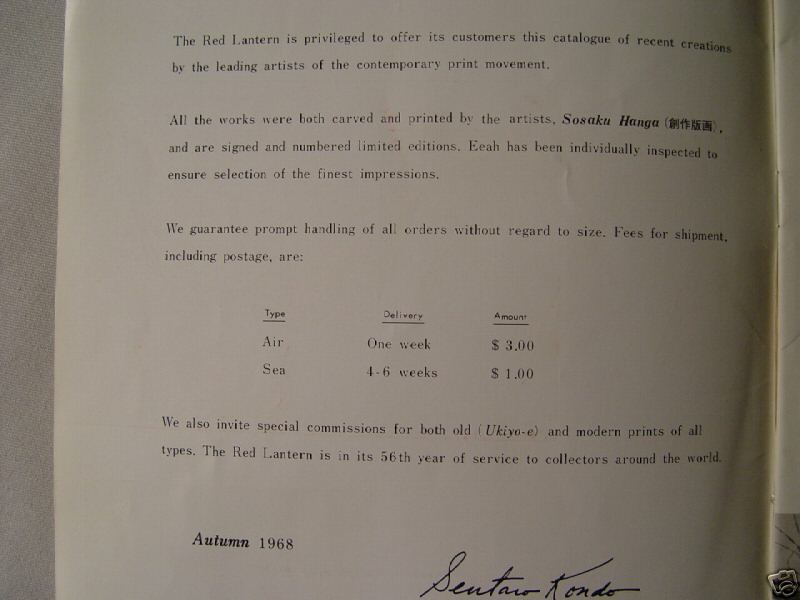 The Red Lantern is privileged to offer its customers this catalogue of recent creations
by the leading artists of the contemporary print movement.
All the works were both carved and printed by the artists, Sosaku Hanga (創作版画),
and are signed and numbered limited editions. Eeah has been individually inspected to
ensure selection of the finest impressions.
We guarantee prompt handling of all orders without regard to size. Fees for shipment,
including postage, are:
Type Delivery Amount
Air One week $ 3.00
Sea 4-6 weeks $ 1.00
We also invite special commissions for both old (Ukiyo-e) and modern prints of all
types. The Red Lantern is in its 56th year of service to collectors around the world.
Autumn 1968
Sentaro Kondo